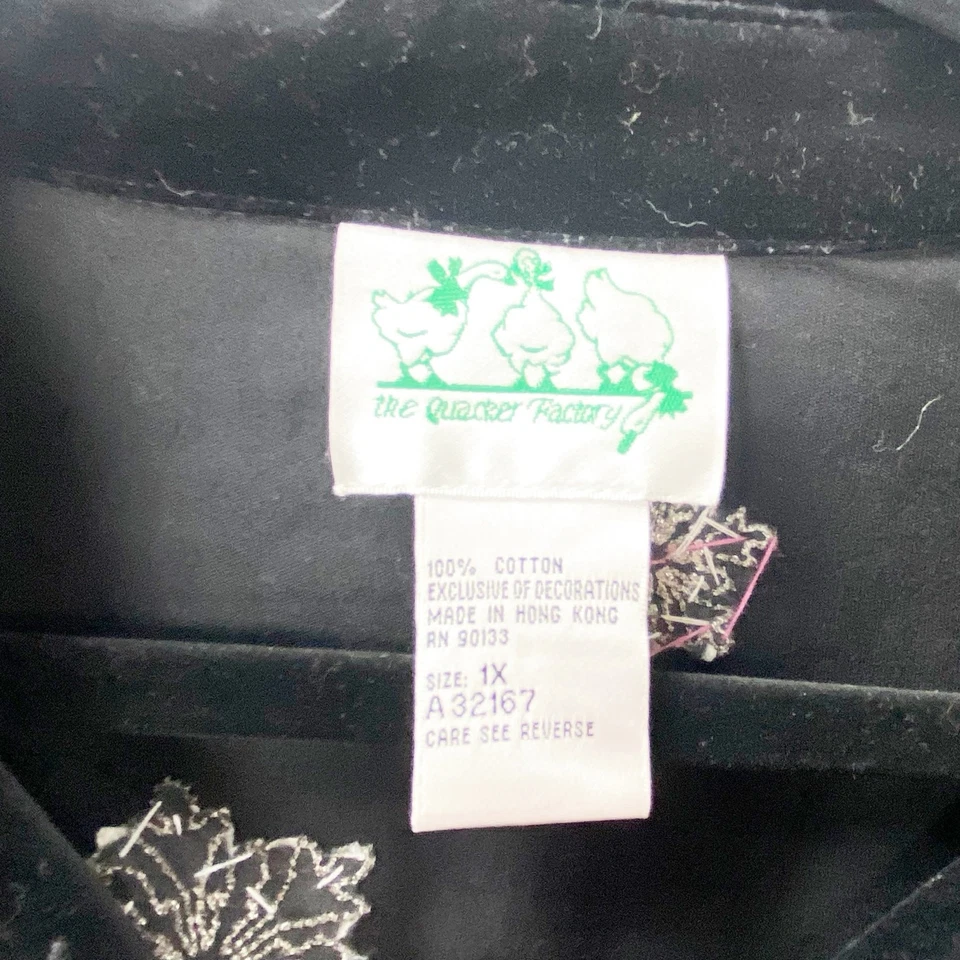 the Quacker Factory
100% COTTON
EXCLUSIVE OF DECORATIONS
MADE IN HONG KONG
RN 90133
SIZE: 1X
A32167
CARE SEE REVERSE